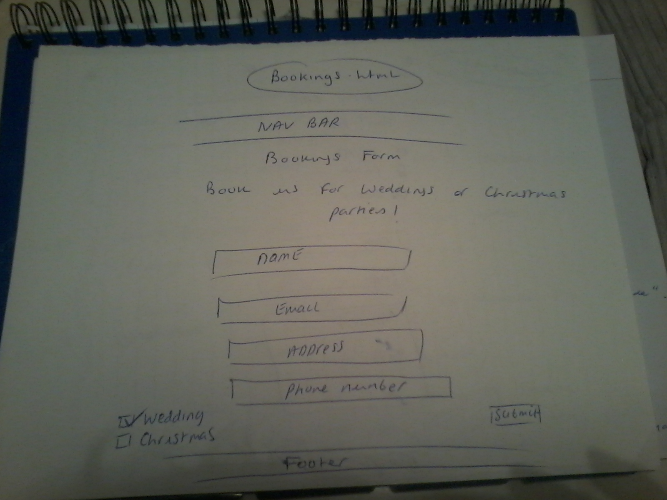 Bookings.html
NAV BAR
Bookings Form
Book us for Weddings or Christmas
parties!
NAME
Email
ADDRESS
Phone number
Wedding
Submit
Christmas
Footer